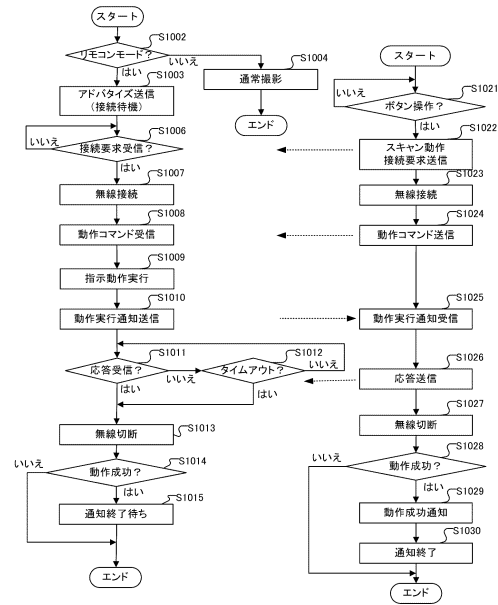 スタート
S1002
リモコンモード？
いいえ
はい
S1003
アドバタイズ送信
（接続待機）
S1004
通常撮影
エンド
S1006
いいえ
接続要求受信？
はい
S1007
無線接続
S1008
動作コマンド受信
S1009
指示動作実行
S1010
動作実行通知送信
S1011
応答受信？
いいえ
はい
S1012
タイムアウト？
いいえ
はい
S1013
無線切断
いいえ
S1014
動作成功？
はい
S1015
通知終了待ち
エンド
スタート
S1021
ボタン操作？
いいえ
はい
S1022
スキャン動作
接続要求送信
S1023
無線接続
S1024
動作コマンド送信
S1025
動作実行通知受信
S1026
応答送信
S1027
無線切断
いいえ
S1028
動作成功？
はい
S1029
動作成功通知
S1030
通知終了
エンド